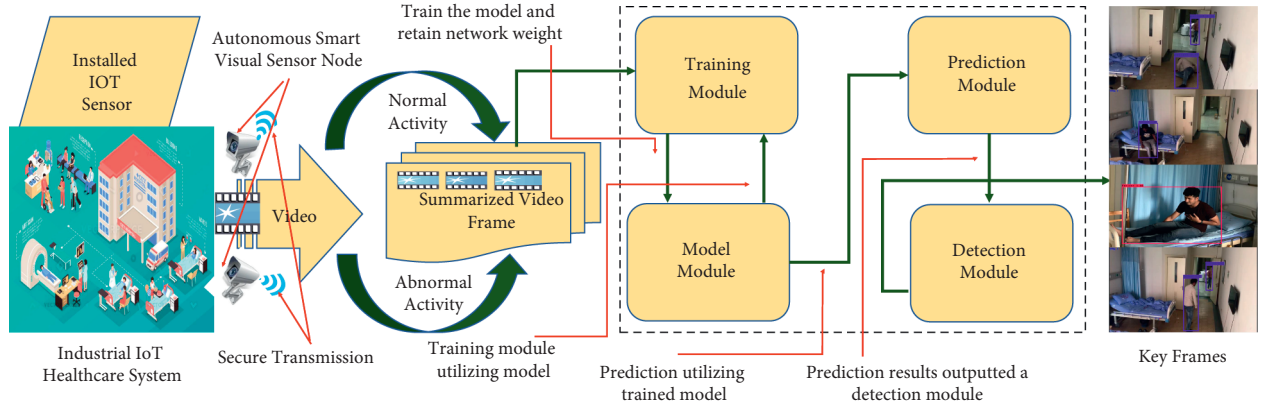 Installed
IOT
Sensor
Autonomous Smart
Visual Sensor Node
Train the model and
retain network weight
Normal
Activity
Video
Summarized Video
Frame
Abnormal
Activity
Training
Module
Prediction
Module
Model
Module
Detection
Module
Industrial IoT
Healthcare System
Secure Transmission
Training module
utilizing model
Prediction utilizing
trained model
Prediction results outputted a
detection module
Key Frames